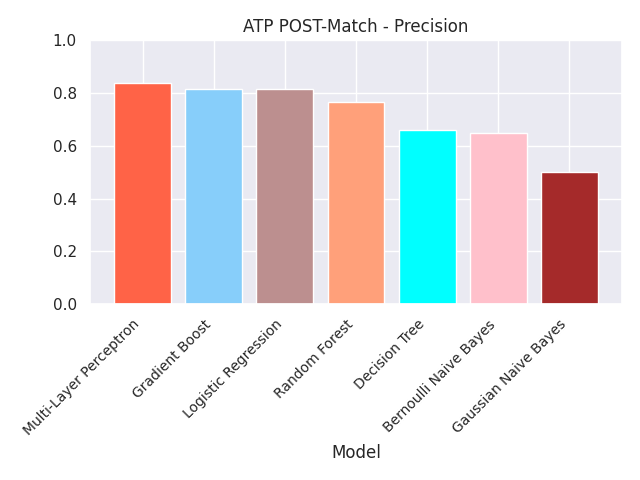 ATP POST-Match - Precision
1.0
0.8
0.6
0.4
0.2
0.0
Multi-Layer Perceptron
Gradient Boost
Logistic Regression
Random Forest
Decision Tree
Bernoulli Naive Bayes
Gaussian Naive Bayes
Model